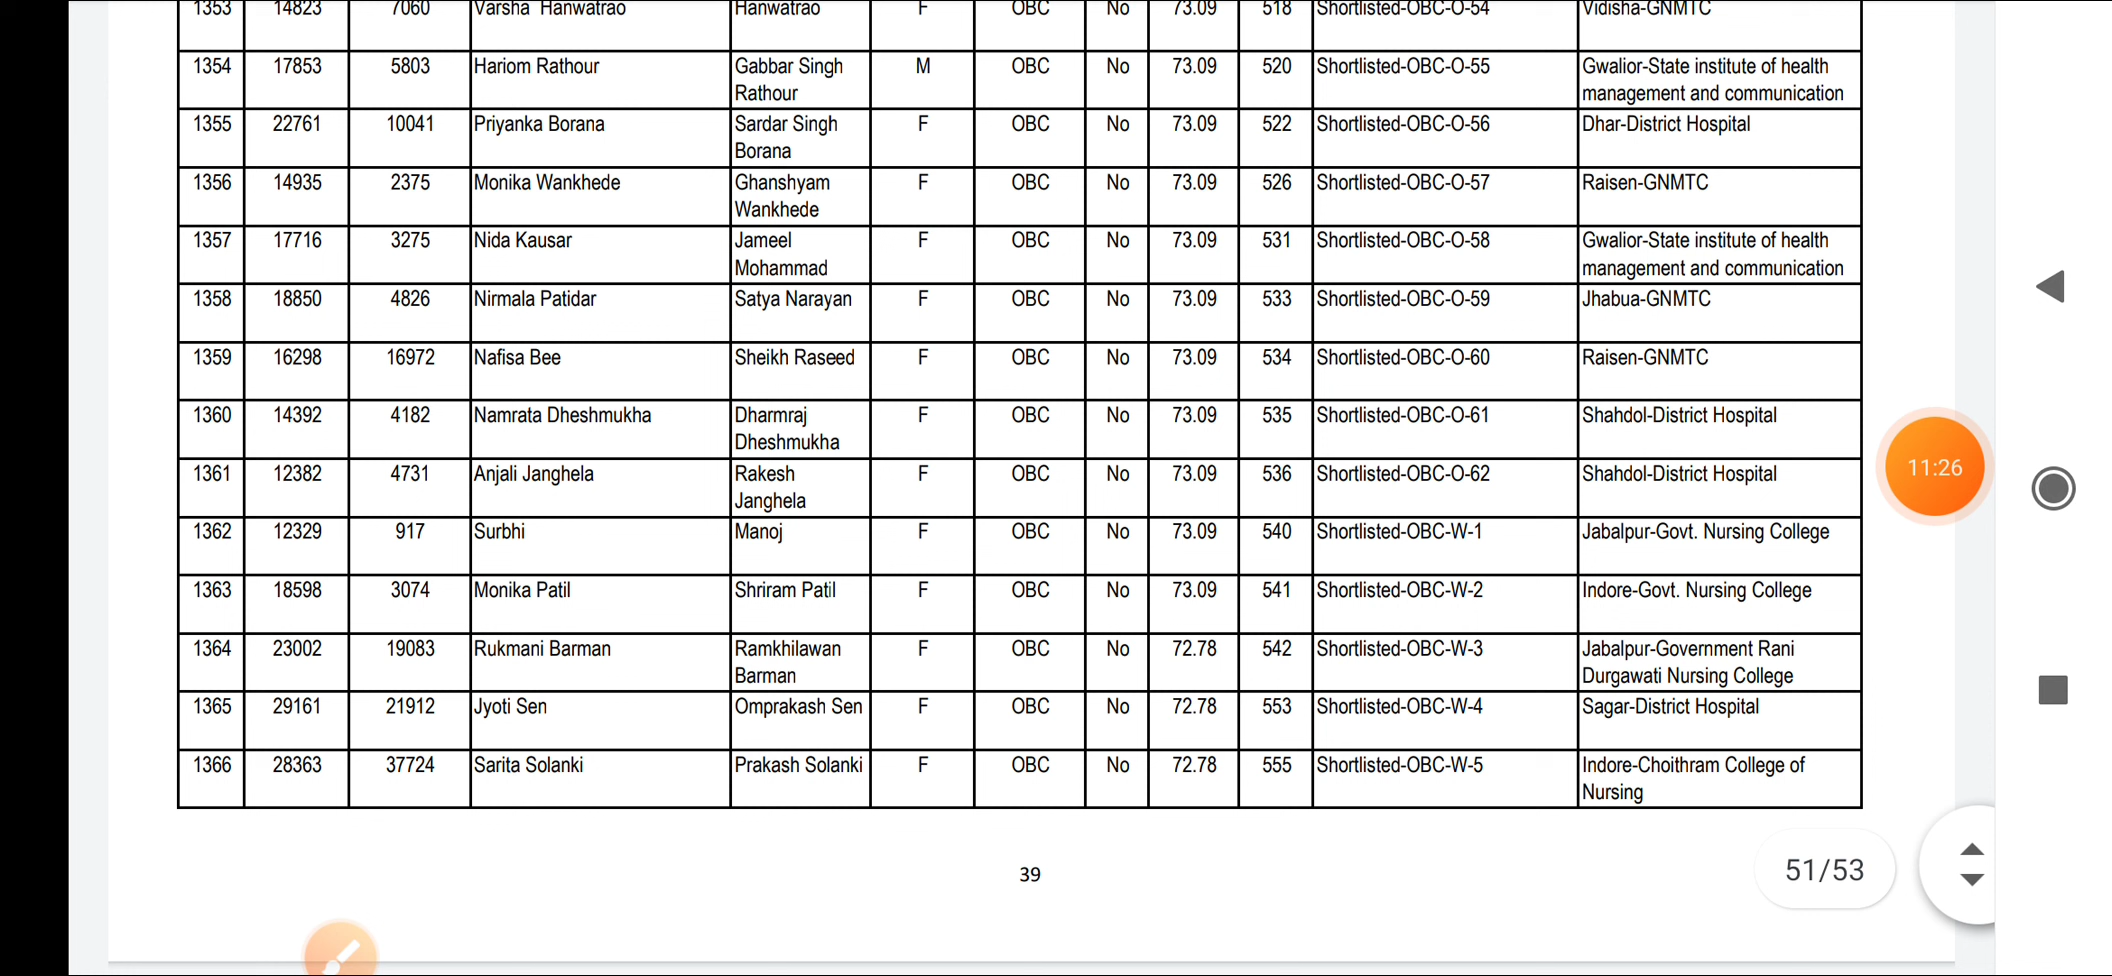 1353 14823 7060 Varsha Hanwatrao Hanwatrao F OBC No 73.09 518 Shortlisted-OBC-O-54 Vidisha-GNMTC
1354 17853 5803 Hariom Rathour Gabbar Singh M OBC No 73.09 520 Shortlisted-OBC-O-55 Gwalior-State institute of health
Rathour management and communication
1355 22761 10041 Priyanka Borana Sardar Singh F OBC No 73.09 522 Shortlisted-OBC-O-56 Dhar-District Hospital
Borana
1356 14935 2375 Monika Wankhede Ghanshyam F OBC No 73.09 526 Shortlisted-OBC-O-57 Raisen-GNMTC
Wankhede
1357 17716 3275 Nida Kausar Jameel F OBC No 73.09 531 Shortlisted-OBC-O-58 Gwalior-State institute of health
Mohammad management and communication
1358 18850 4826 Nirmala Patidar Satya Narayan F OBC No 73.09 533 Shortlisted-OBC-O-59 Jhabua-GNMTC
1359 16298 16972 Nafisa Bee Sheikh Raseed F OBC No 73.09 534 Shortlisted-OBC-O-60 Raisen-GNMTC
1360 14392 4182 Namrata Dheshmukha Dharmraj F OBC No 73.09 535 Shortlisted-OBC-O-61 Shahdol-District Hospital
Dheshmukha
1361 12382 4731 Anjali Janghela Rakesh F OBC No 73.09 536 Shortlisted-OBC-O-62 Shahdol-District Hospital
Janghela
1362 12329 917 Surbhi Manoj F OBC No 73.09 540 Shortlisted-OBC-W-1 Jabalpur-Govt. Nursing College
1363 18598 3074 Monika Patil Shriram Patil F OBC No 73.09 541 Shortlisted-OBC-W-2 Indore-Govt. Nursing College
1364 23002 19083 Rukmani Barman Ramkhilawan F OBC No 72.78 542 Shortlisted-OBC-W-3 Jabalpur-Government Rani
Barman Durgawati Nursing College
1365 29161 21912 Jyoti Sen Omprakash Sen F OBC No 72.78 553 Shortlisted-OBC-W-4 Sagar-District Hospital
1366 28363 37724 Sarita Solanki Prakash Solanki F OBC No 72.78 555 Shortlisted-OBC-W-5 Indore-Choithram College of
Nursing
11:26
39
51/53